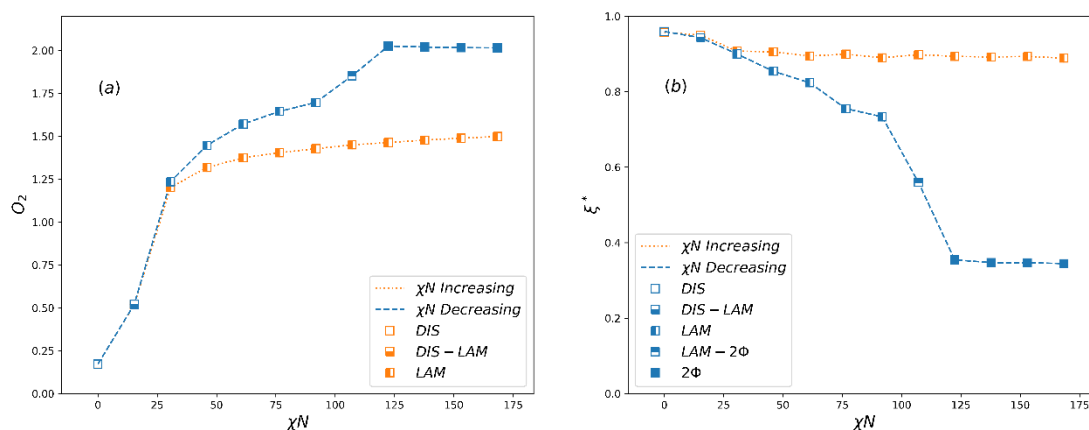 (a)
O₂
2.00
1.75
1.50
1.25
1.00
0.75
0.50
0.25
0.00
0 25 50 75 100 125 150 175
χN
χN Increasing
χN Decreasing
DIS
DIS − LAM
LAM
(b)
ξ*
1.0
0.8
0.6
0.4
0.2
0.0
0 25 50 75 100 125 150 175
χN
χN Increasing
χN Decreasing
DIS
DIS − LAM
LAM
LAM − 2Φ
2Φ